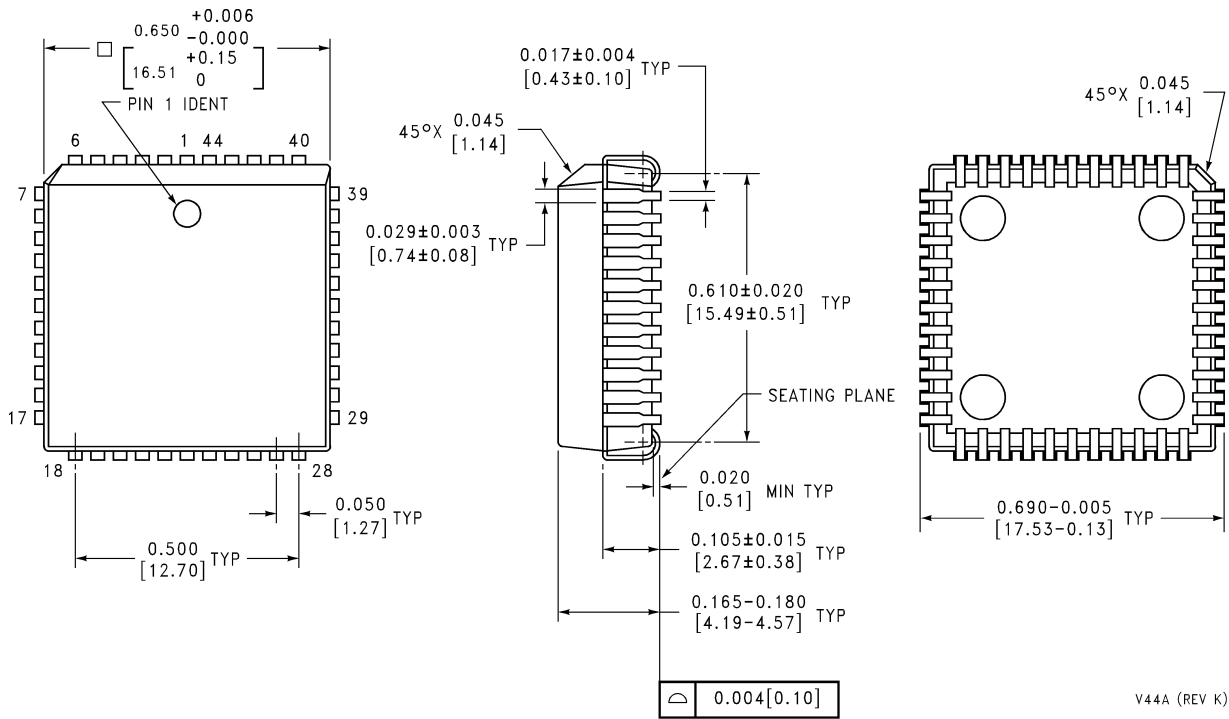 0.650 +0.006 -0.000
[16.51 +0.15 0]
PIN 1 IDENT
6 1 44 40
7 39
17 29
18 28
0.050
[1.27] TYP
0.500
[12.70] TYP
0.017±0.004
[0.43±0.10] TYP
45°X 0.045
[1.14]
0.029±0.003
[0.74±0.08] TYP
0.610±0.020
[15.49±0.51] TYP
SEATING PLANE
0.020
[0.51] MIN TYP
0.105±0.015
[2.67±0.38] TYP
0.165-0.180
[4.19-4.57] TYP
0.004[0.10]
45°X 0.045
[1.14]
0.690-0.005
[17.53-0.13] TYP
V44A (REV K)